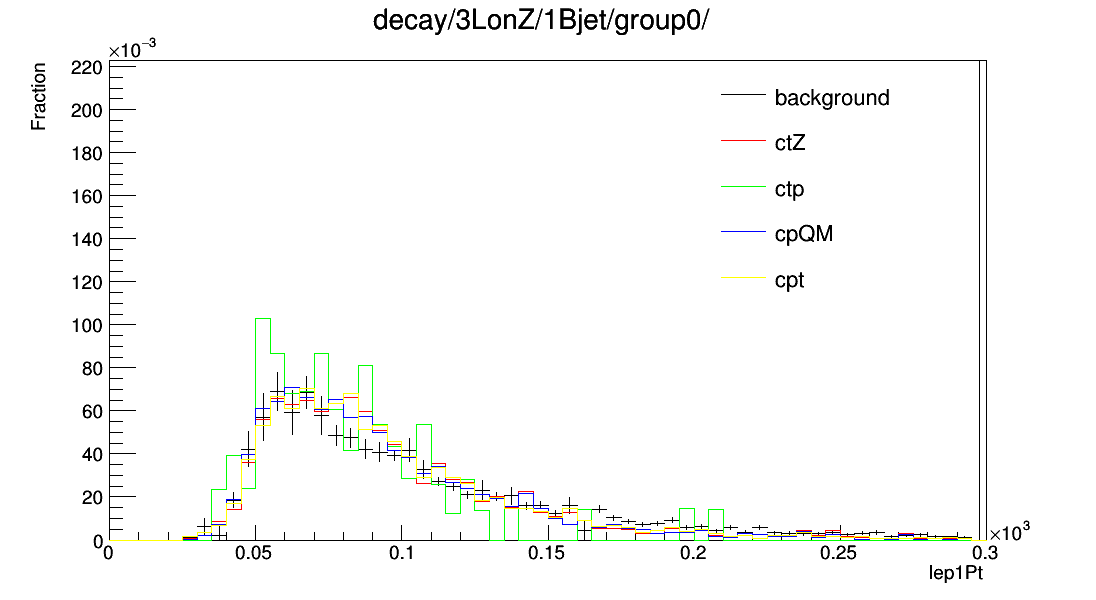 decay/3LonZ/1Bjet/group0/
×10⁻³
Fraction
220
200
180
160
140
120
100
80
60
40
20
0
background
ctZ
ctp
cpQM
cpt
0 0.05 0.1 0.15 0.2 0.25 0.3
×10³
lep1Pt